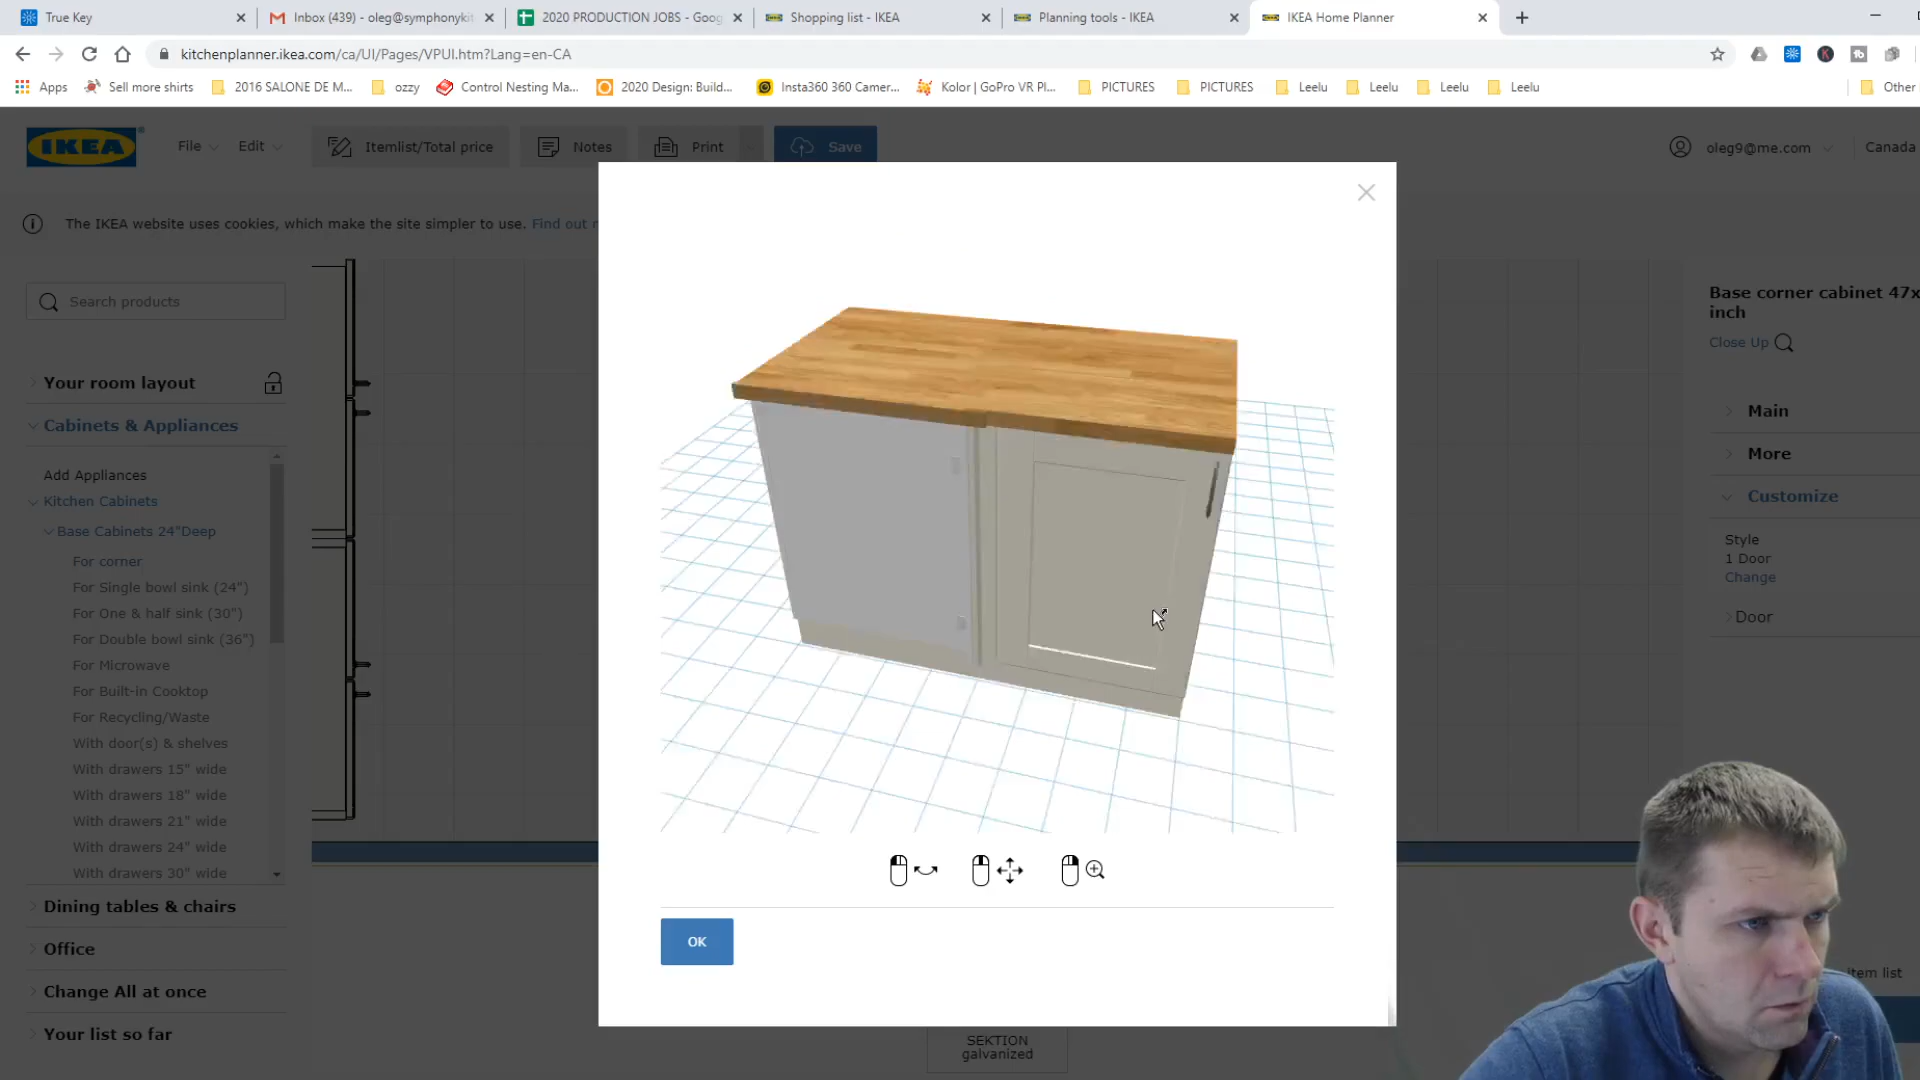 True Key
Inbox (439) - oleg@symphonykit
2020 PRODUCTION JOBS - Goog
Shopping list - IKEA
Planning tools - IKEA
IKEA Home Planner
kitchenplanner.ikea.com/ca/UI/Pages/VPUI.htm?Lang=en-CA
Apps
Sell more shirts
2016 SALONE DE M...
ozzy
Control Nesting Ma...
2020 Design: Build...
Insta360 360 Camer...
Kolor | GoPro VR Pl...
PICTURES
PICTURES
Leelu
Leelu
Leelu
Leelu
Other
IKEA
File
Edit
Itemlist/Total price
Notes
Print
Save
oleg9@me.com
Canada
The IKEA website uses cookies, which make the site simpler to use. Find out
Search products
Your room layout
Cabinets & Appliances
Add Appliances
Kitchen Cabinets
Base Cabinets 24"Deep
For corner
For Single bowl sink (24")
For One & half sink (30")
For Double bowl sink (36")
For Microwave
For Built-in Cooktop
For Recycling/Waste
With door(s) & shelves
With drawers 15" wide
With drawers 18" wide
With drawers 21" wide
With drawers 24" wide
With drawers 30" wide
Dining tables & chairs
Office
Change All at once
Your list so far
OK
SEKTION
galvanized
Base corner cabinet 47x
inch
Close Up
Main
More
Customize
Style
1 Door
Change
Door
item list